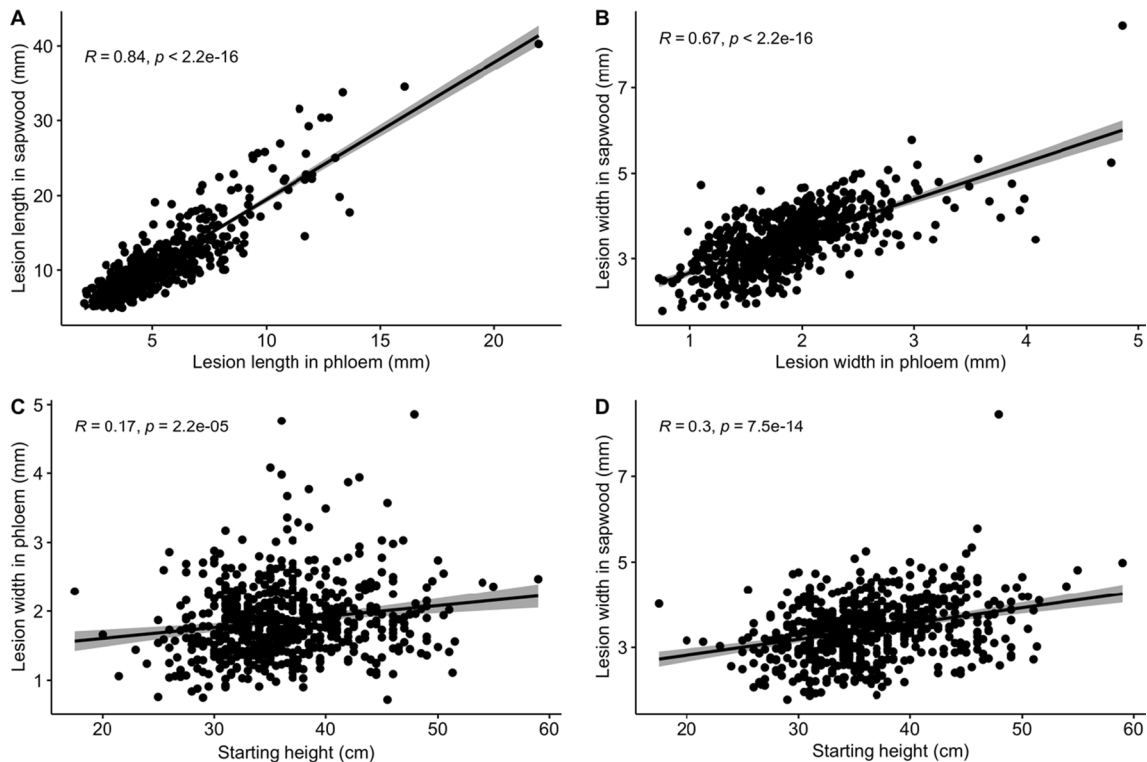 A
R = 0.84, p < 2.2e-16
Lesion length in sapwood (mm)
40
30
20
10
5
10
15
20
Lesion length in phloem (mm)
B
R = 0.67, p < 2.2e-16
Lesion width in sapwood (mm)
7
5
3
1
2
3
4
5
Lesion width in phloem (mm)
C
R = 0.17, p = 2.2e-05
Lesion width in phloem (mm)
5
4
3
2
1
20
30
40
50
60
Starting height (cm)
D
R = 0.3, p = 7.5e-14
Lesion width in sapwood (mm)
7
5
3
20
30
40
50
60
Starting height (cm)